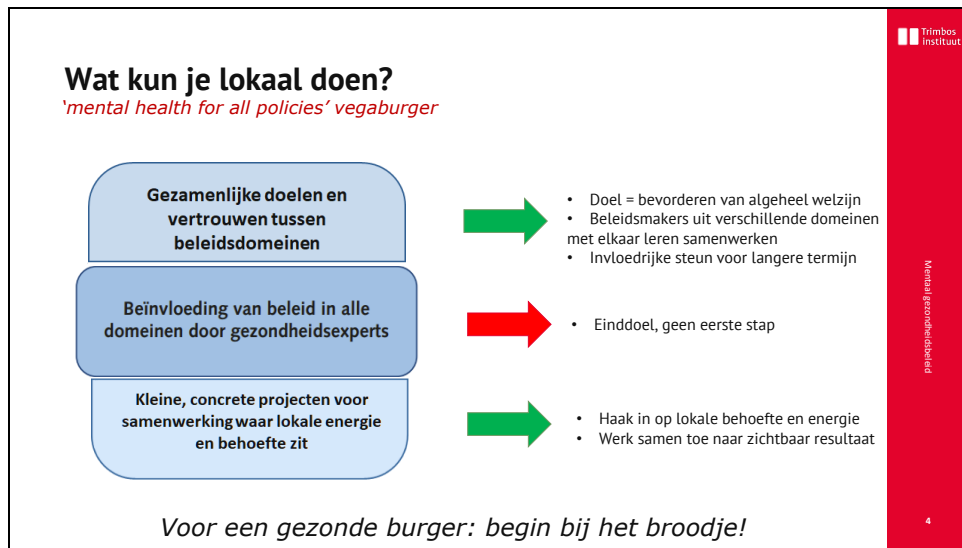 Trimbos
instituut
Wat kun je lokaal doen?
‘mental health for all policies’ vegaburger
Gezamenlijke doelen en
vertrouwen tussen
beleidsdomeinen
• Doel = bevorderen van algeheel welzijn
• Beleidsmakers uit verschillende domeinen
met elkaar leren samenwerken
• Invloedrijke steun voor langere termijn
Beïnvloeding van beleid in alle
domeinen door gezondheidsexperts
• Einddoel, geen eerste stap
Kleine, concrete projecten voor
samenwerking waar lokale energie
en behoefte zit
• Haak in op lokale behoefte en energie
• Werk samen toe naar zichtbaar resultaat
Voor een gezonde burger: begin bij het broodje!
Mentaal gezondheidsbeleid
4